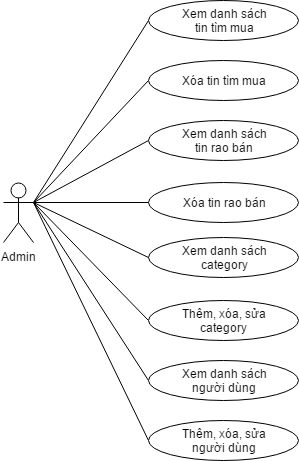 Xem danh sách
tin tìm mua
Xóa tin tìm mua
Xem danh sách
tin rao bán
Xóa tin rao bán
Admin
Xem danh sách
category
Thêm, xóa, sửa
category
Xem danh sách
người dùng
Thêm, xóa, sửa
người dùng